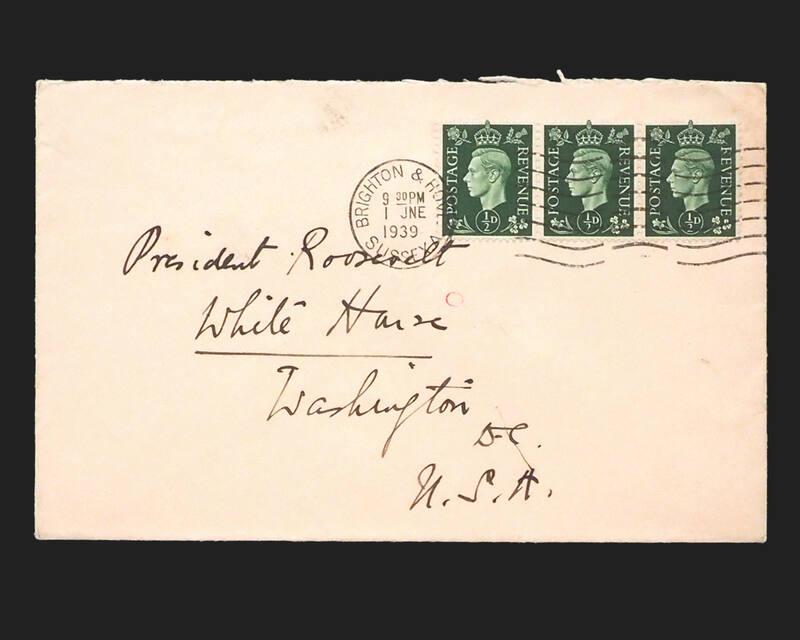 BRIGHTON & HOVE
9 30PM
1 JNE
1939
SUSSEX
POSTAGE REVENUE
½D
POSTAGE REVENUE
½D
POSTAGE REVENUE
½D
President Roosevelt
White House
Washington
D.C.
U.S.A.